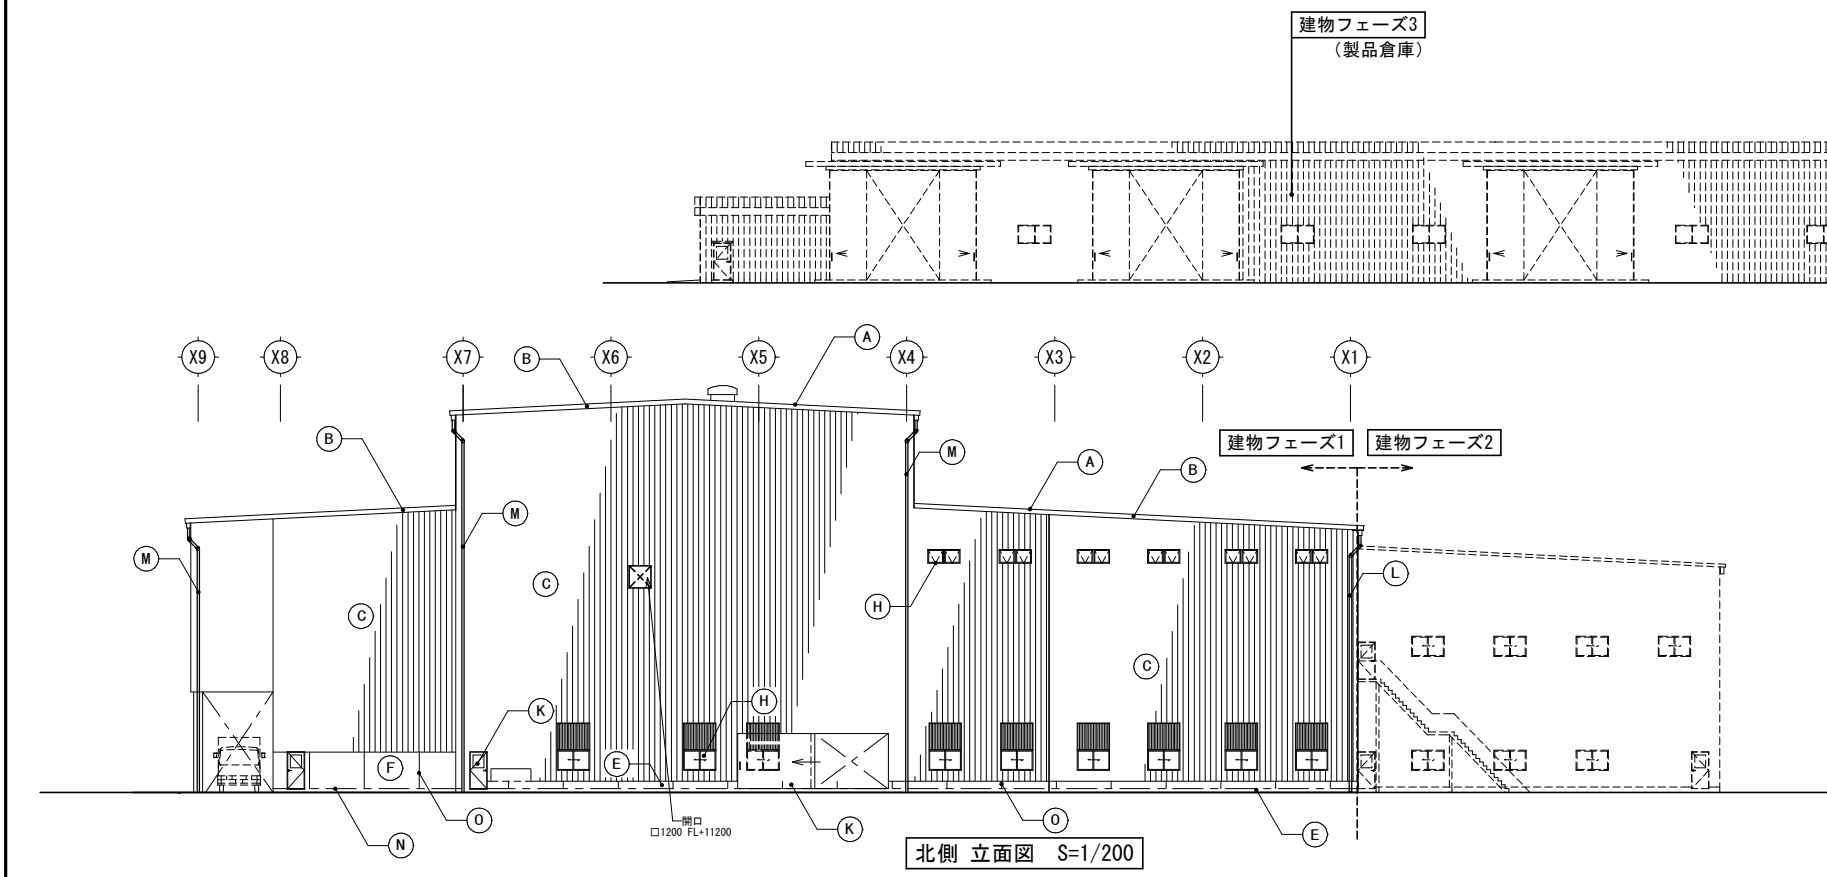 建物フェーズ3
（製品倉庫）
X9 X8 X7 X6 X5 X4 X3 X2 X1
A
B
B
建物フェーズ1 建物フェーズ2
M
A
B
M
M
C
C
L
H
C
K
H
F
E
O
N
開口
□1200 FL+11200
K
O
E
北側 立面図 S=1/200